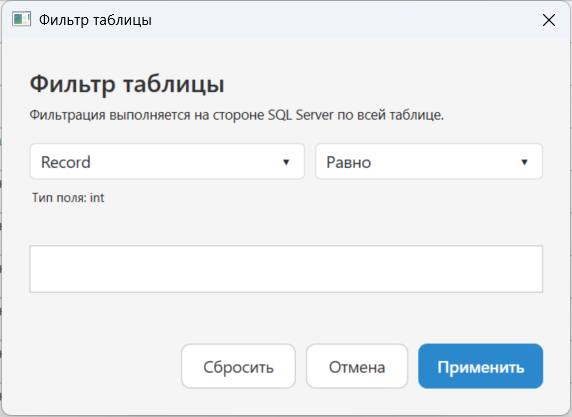 Фильтр таблицы
Фильтр таблицы
Фильтрация выполняется на стороне SQL Server по всей таблице.
Record Равно
Тип поля: int
Сбросить Отмена Применить